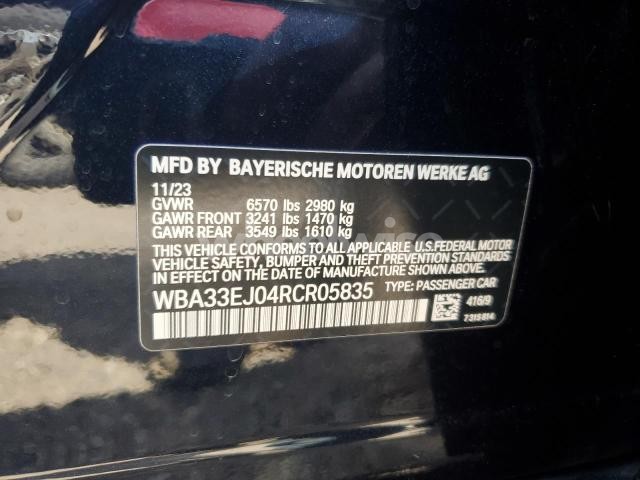 MFD BY BAYERISCHE MOTOREN WERKE AG
11/23
GVWR 6570 lbs 2980 kg
GAWR FRONT 3241 lbs 1470 kg
GAWR REAR 3549 lbs 1610 kg
THIS VEHICLE CONFORMS TO ALL APPLICABLE U.S.FEDERAL MOTOR
VEHICLE SAFETY, BUMPER AND THEFT PREVENTION STANDARDS
IN EFFECT ON THE DATE OF MANUFACTURE SHOWN ABOVE.
WBA33EJ04RCR05835 TYPE: PASSENGER CAR
416/9
7315814